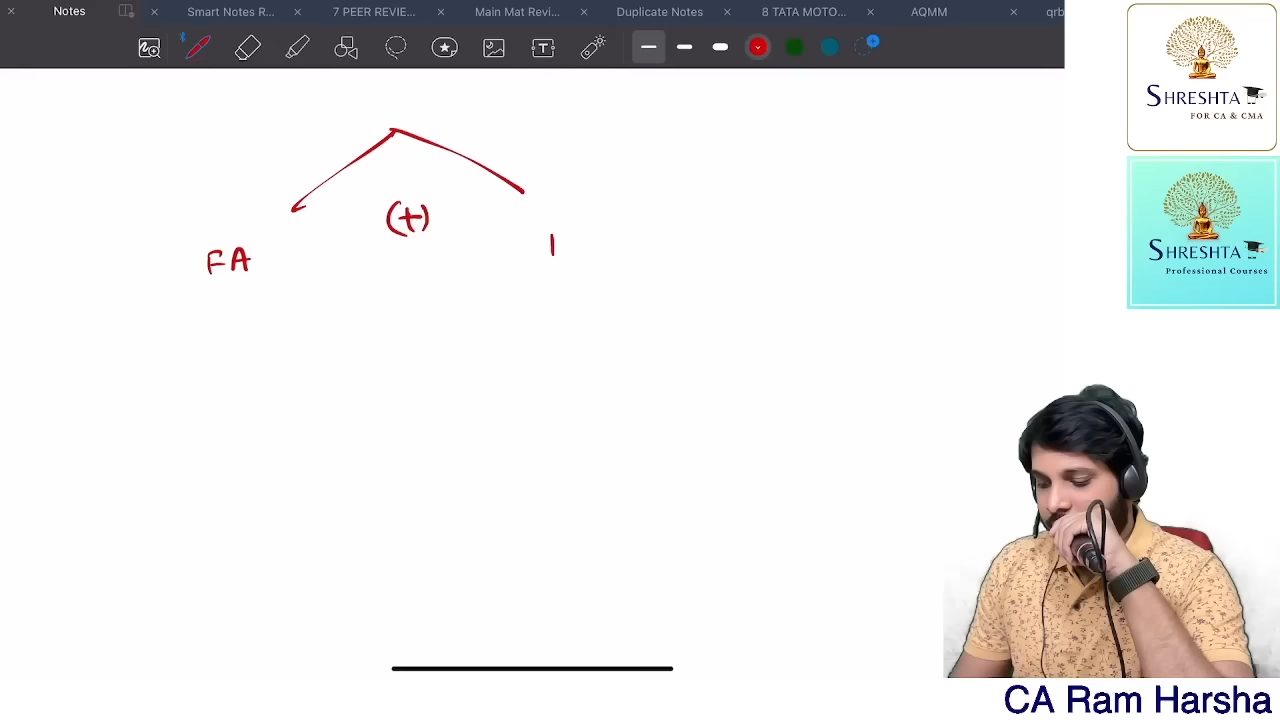 Notes
Smart Notes R...
7 PEER REVIE...
Main Mat Revi...
Duplicate Notes
8 TATA MOTO...
AQMM
qrb
T
(+)
FA
I
SHRESHTA
FOR CA & CMA
SHRESHTA
Professional Courses
CA Ram Harsha